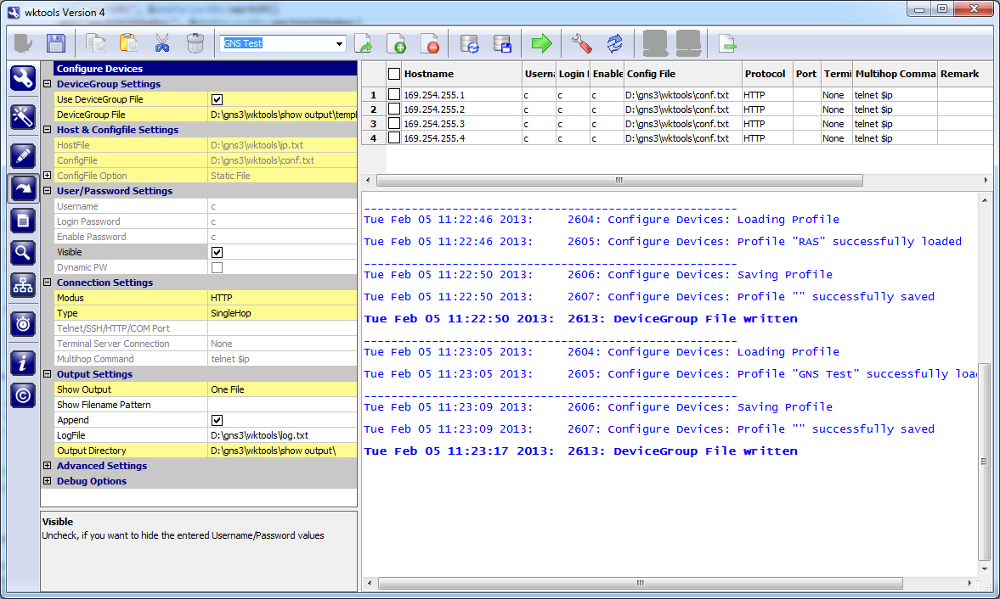 wktools Version 4
GNS Test
Configure Devices
DeviceGroup Settings
Use DeviceGroup File
DeviceGroup File D:\gns3\wktools\show output\templ
Host & Configfile Settings
HostFile D:\gns3\wktools\ip.txt
ConfigFile D:\gns3\wktools\conf.txt
ConfigFile Option Static File
User/Password Settings
Username c
Login Password c
Enable Password c
Visible
Dynamic PW
Connection Settings
Modus HTTP
Type SingleHop
Telnet/SSH/HTTP/COM Port
Terminal Server Connection None
Multihop Command telnet $ip
Output Settings
Show Output One File
Show Filename Pattern
Append
LogFile D:\gns3\wktools\log.txt
Output Directory D:\gns3\wktools\show output\
Advanced Settings
Debug Options
Visible
Uncheck, if you want to hide the entered Username/Password values
Hostname Userna Login Enable Config File Protocol Port Termi Multihop Comma Remark
1 169.254.255.1 c c c D:\gns3\wktools\conf.txt HTTP None telnet $ip
2 169.254.255.2 c c c D:\gns3\wktools\conf.txt HTTP None telnet $ip
3 169.254.255.3 c c c D:\gns3\wktools\conf.txt HTTP None telnet $ip
4 169.254.255.4 c c c D:\gns3\wktools\conf.txt HTTP None telnet $ip
-------------------------------------------------------
Tue Feb 05 11:22:46 2013: 2604: Configure Devices: Loading Profile
Tue Feb 05 11:22:46 2013: 2605: Configure Devices: Profile "RAS" successfully loaded
-------------------------------------------------------
Tue Feb 05 11:22:50 2013: 2606: Configure Devices: Saving Profile
Tue Feb 05 11:22:50 2013: 2607: Configure Devices: Profile "" successfully saved
Tue Feb 05 11:22:50 2013: 2613: DeviceGroup File written
-------------------------------------------------------
Tue Feb 05 11:23:05 2013: 2604: Configure Devices: Loading Profile
Tue Feb 05 11:23:05 2013: 2605: Configure Devices: Profile "GNS Test" successfully loa
-------------------------------------------------------
Tue Feb 05 11:23:09 2013: 2606: Configure Devices: Saving Profile
Tue Feb 05 11:23:09 2013: 2607: Configure Devices: Profile "" successfully saved
Tue Feb 05 11:23:17 2013: 2613: DeviceGroup File written